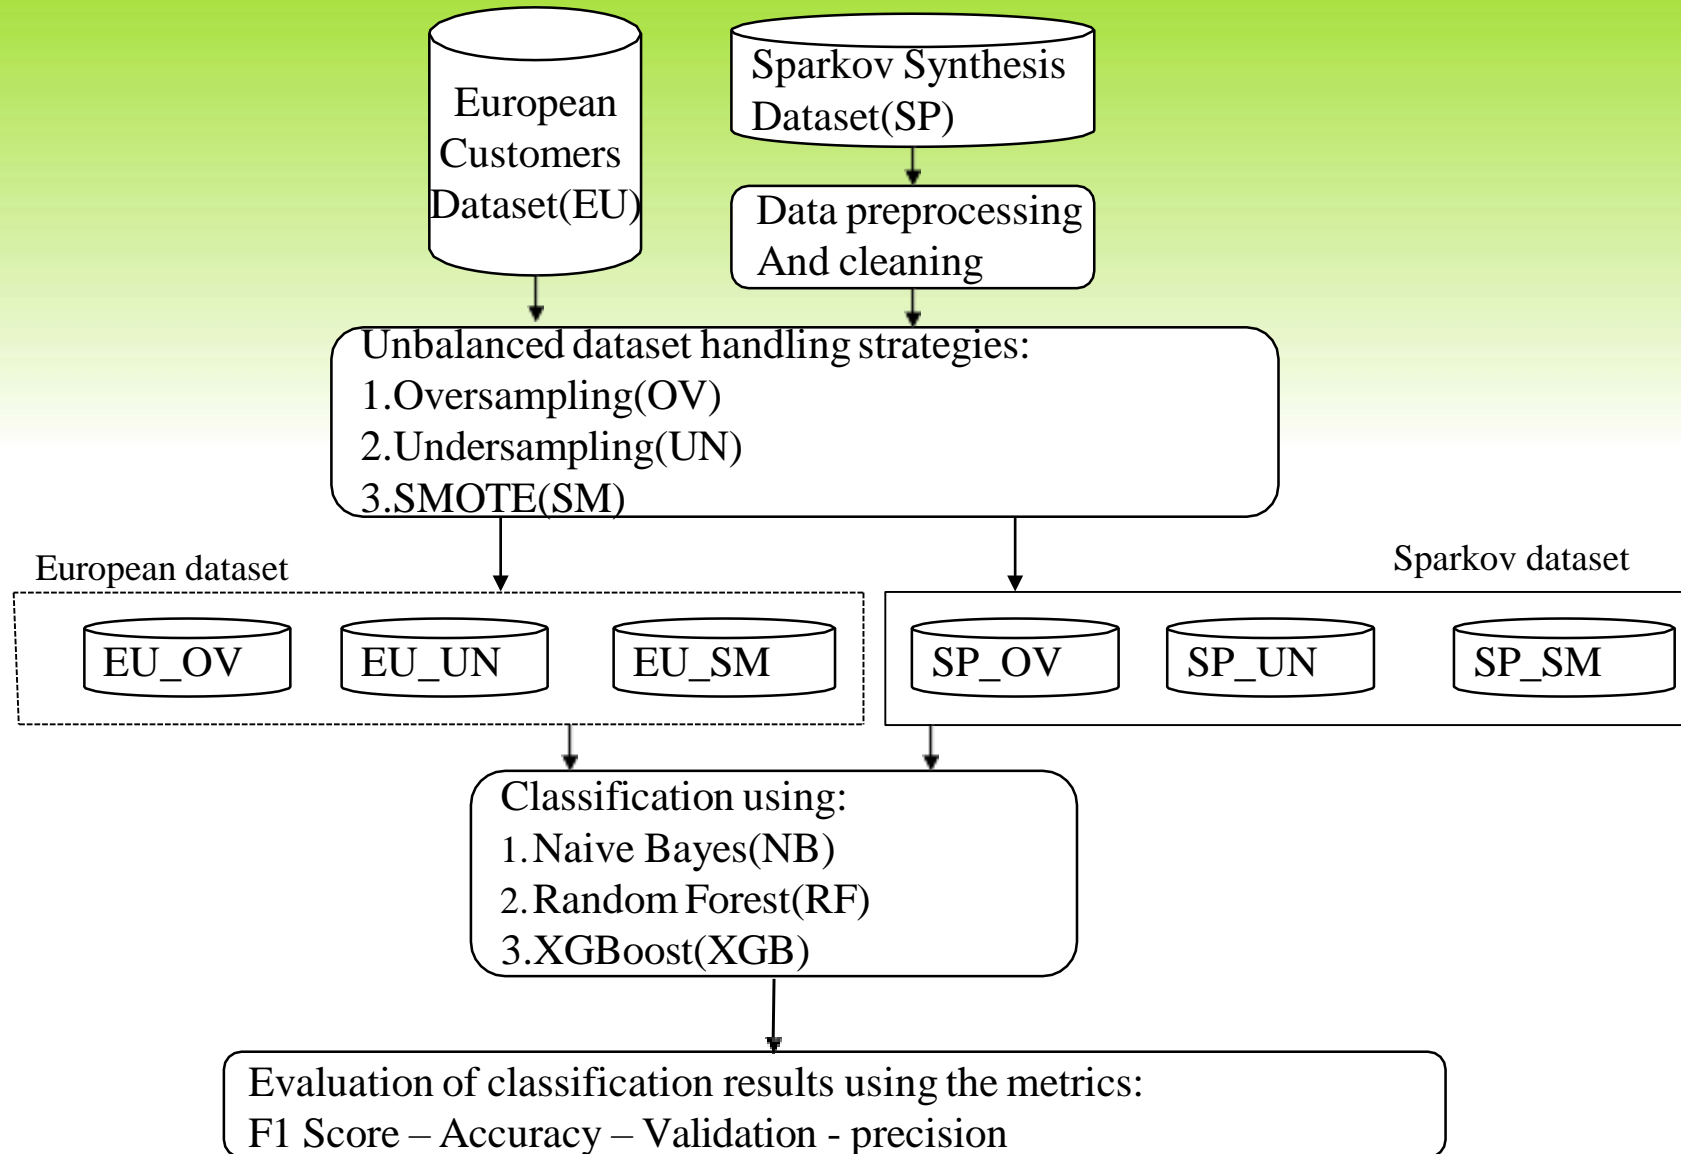 European
Customers
Dataset(EU)
Sparkov Synthesis
Dataset(SP)
Data preprocessing
And cleaning
Unbalanced dataset handling strategies:
1.Oversampling(OV)
2.Undersampling(UN)
3.SMOTE(SM)
European dataset
Sparkov dataset
EU_OV
EU_UN
EU_SM
SP_OV
SP_UN
SP_SM
Classification using:
1.Naive Bayes(NB)
2.Random Forest(RF)
3.XGBoost(XGB)
Evaluation of classification results using the metrics:
F1 Score – Accuracy – Validation - precision